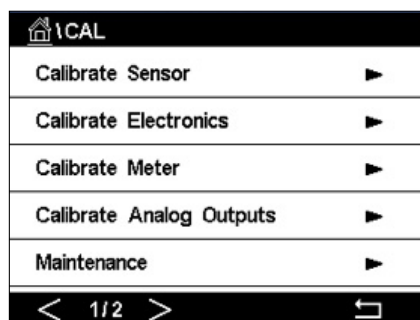 \CAL
Calibrate Sensor
Calibrate Electronics
Calibrate Meter
Calibrate Analog Outputs
Maintenance
< 1/2 >